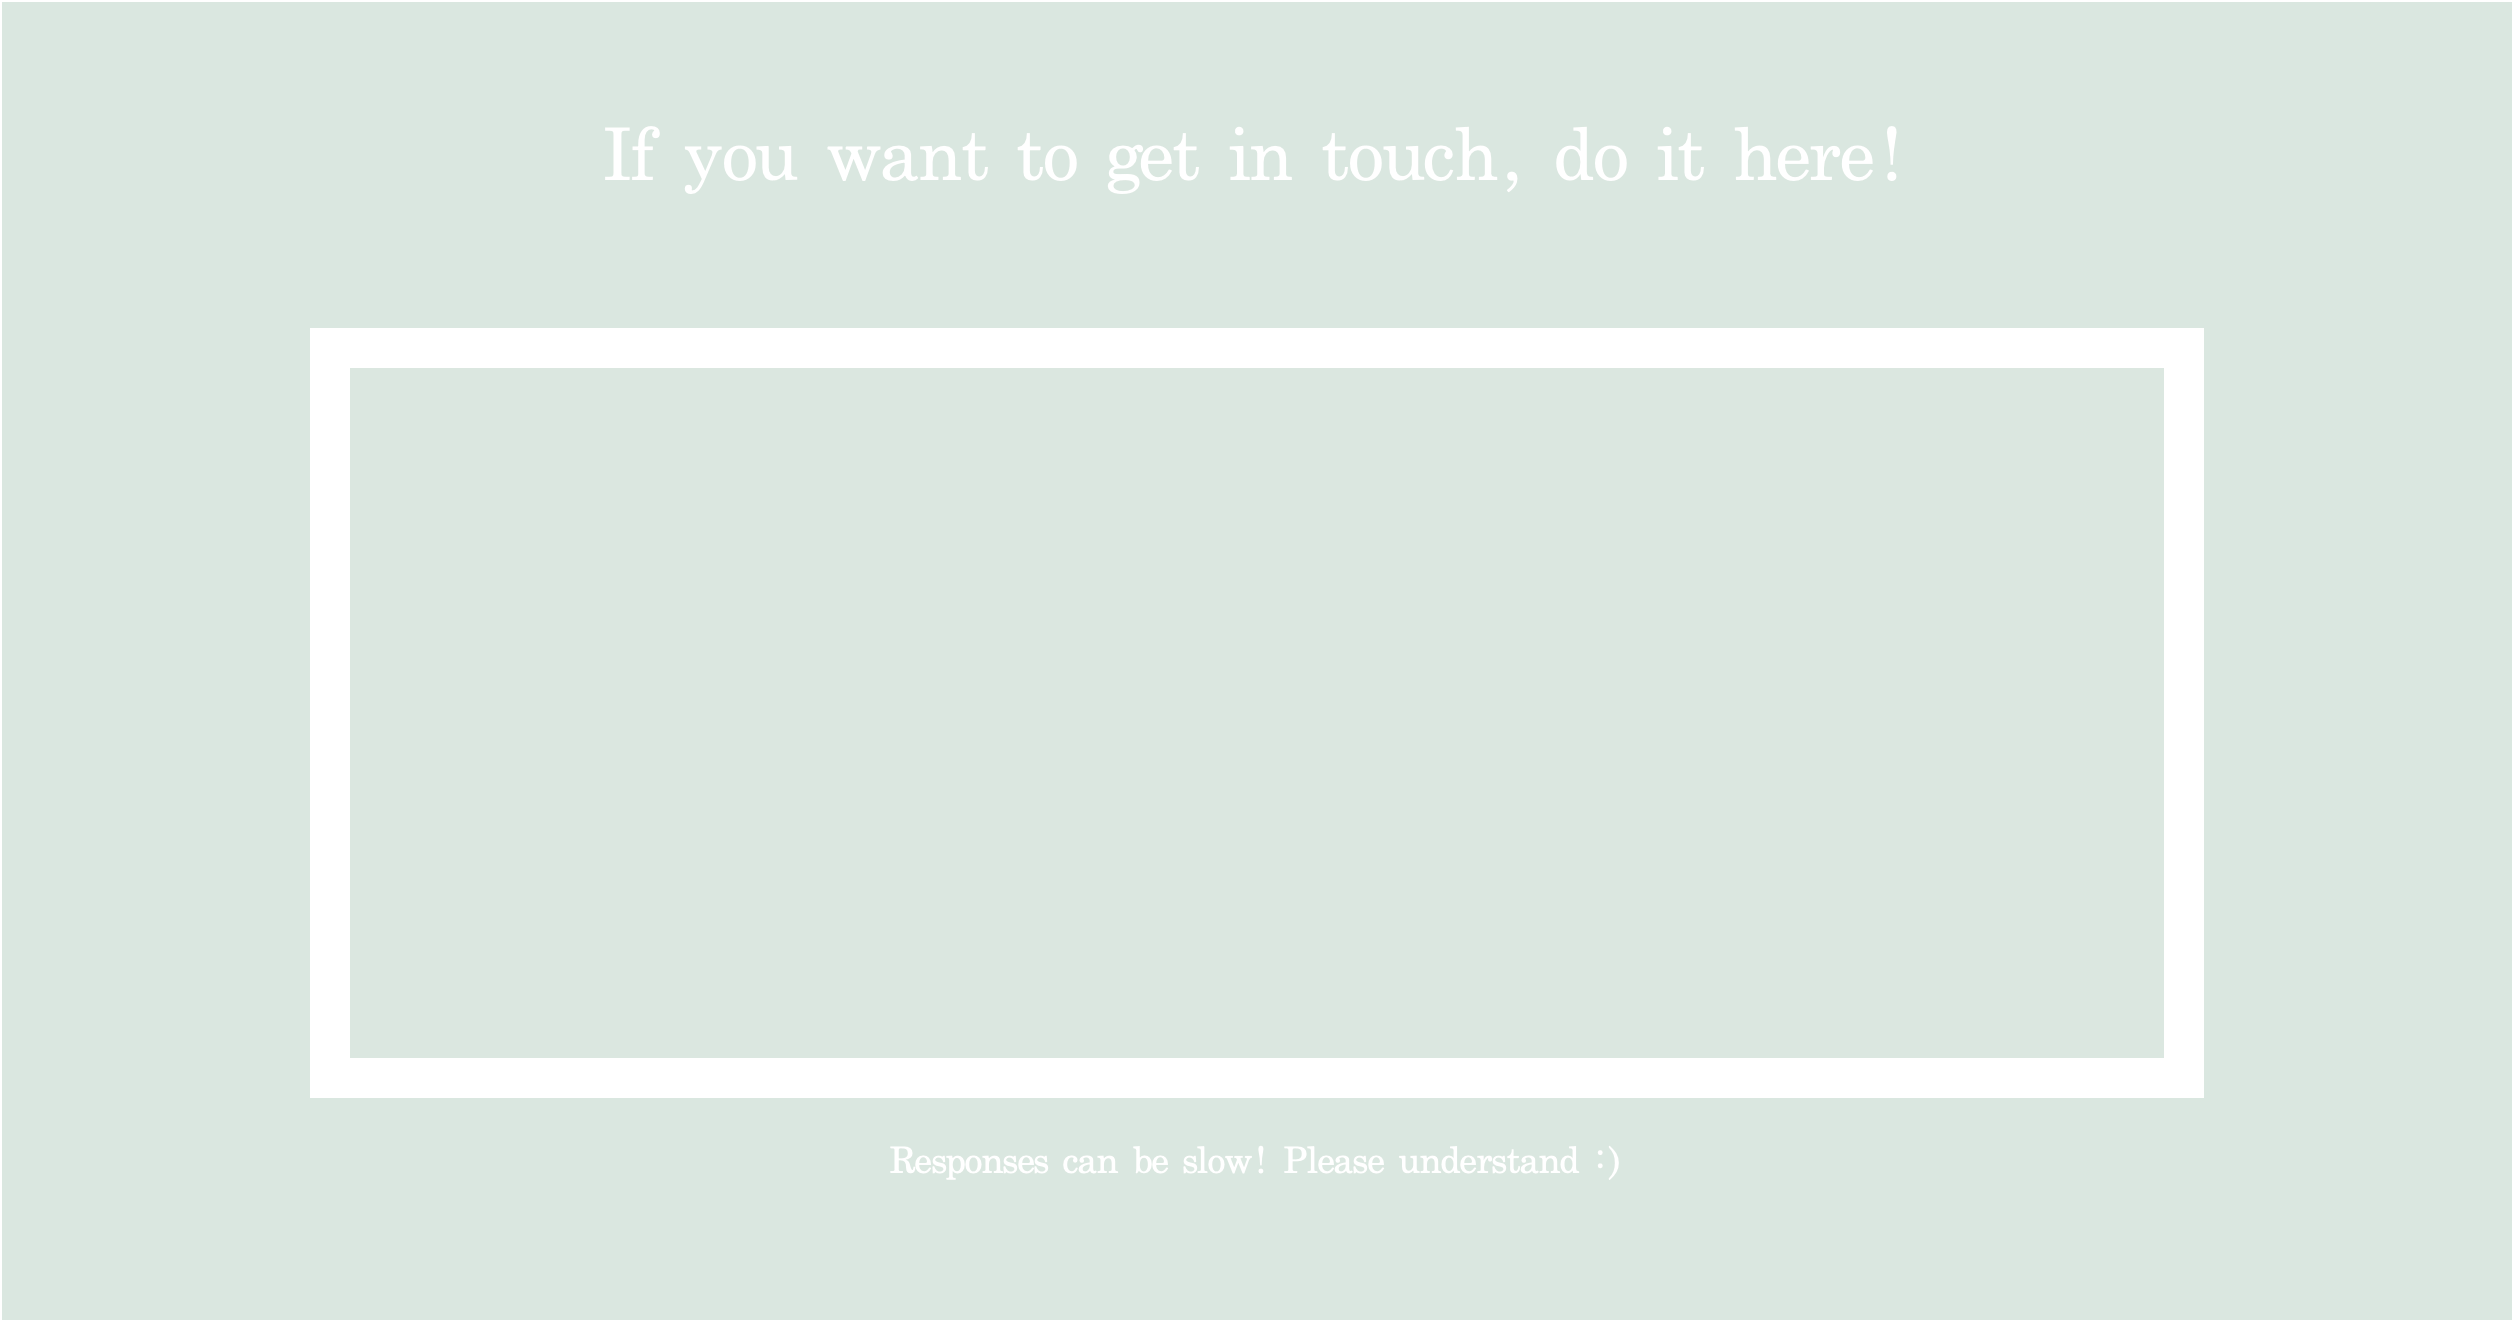 If you want to get in touch, do it here!
Responses can be slow! Please understand :)